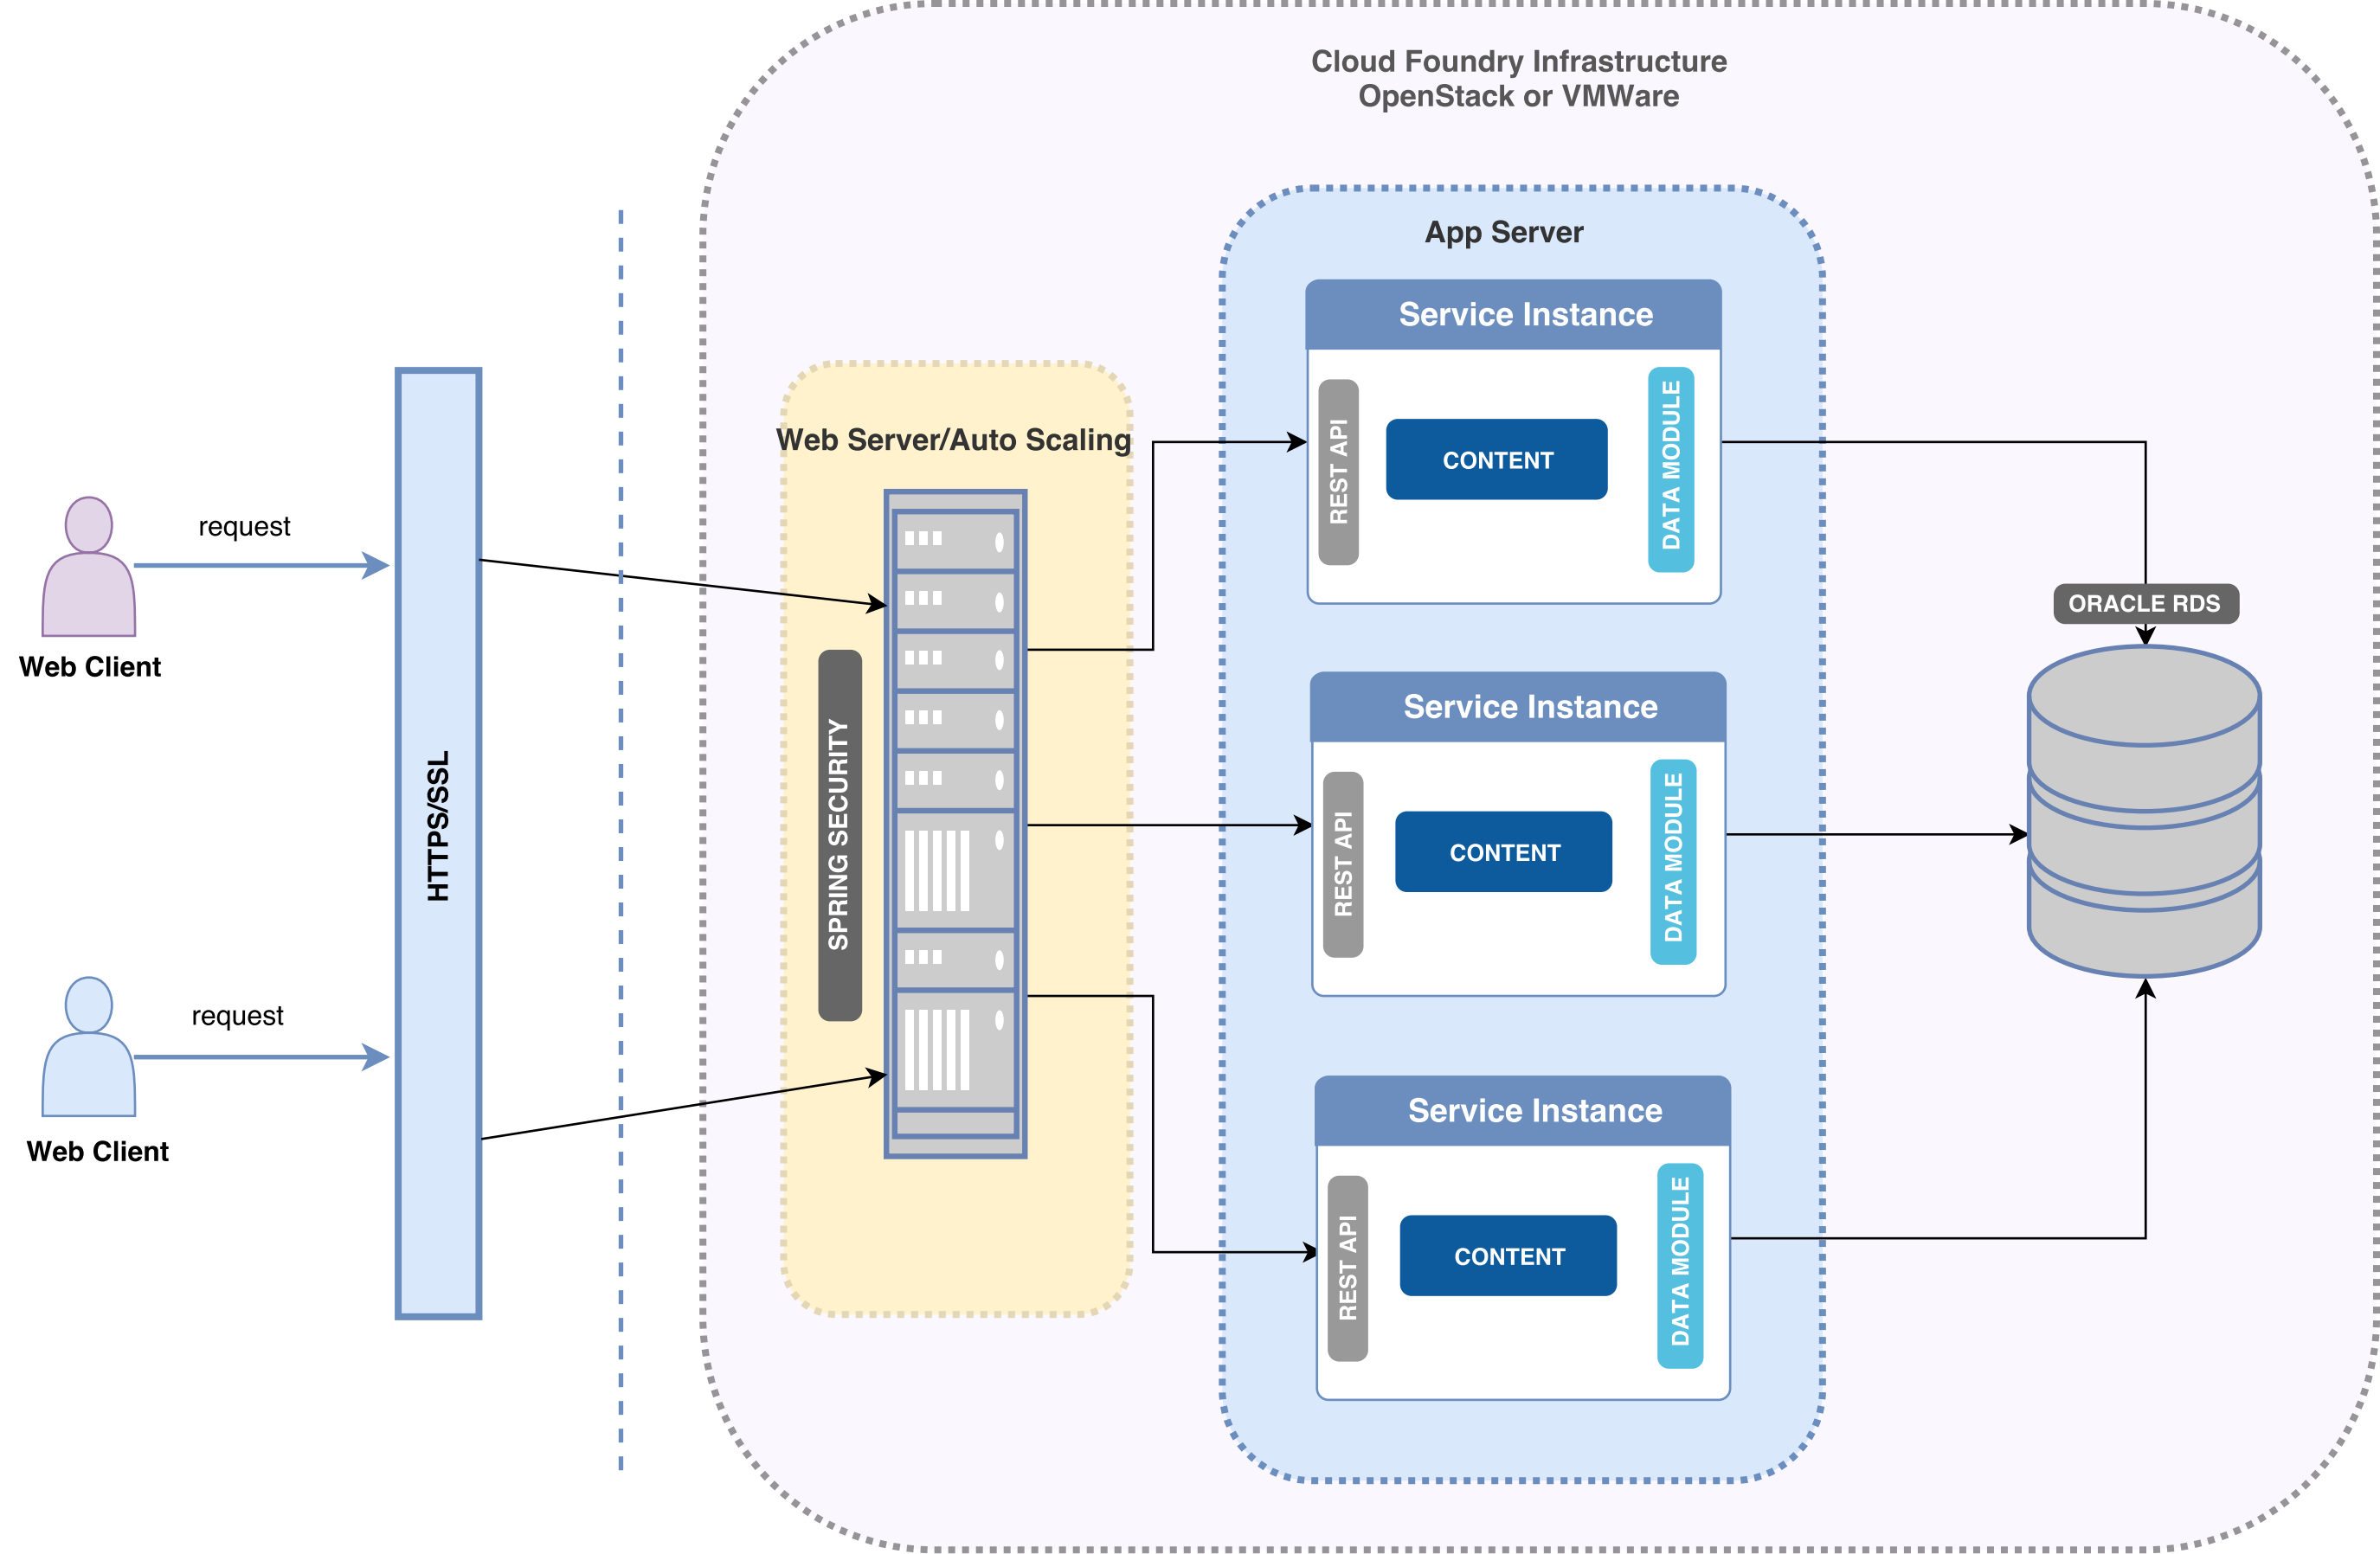 Cloud Foundry Infrastructure
OpenStack or VMWare
App Server
Service Instance
REST API
CONTENT
DATA MODULE
Web Server/Auto Scaling
request
Web Client
ORACLE RDS
Service Instance
REST API
CONTENT
DATA MODULE
HTTPS/SSL
SPRING SECURITY
request
Web Client
Service Instance
REST API
CONTENT
DATA MODULE